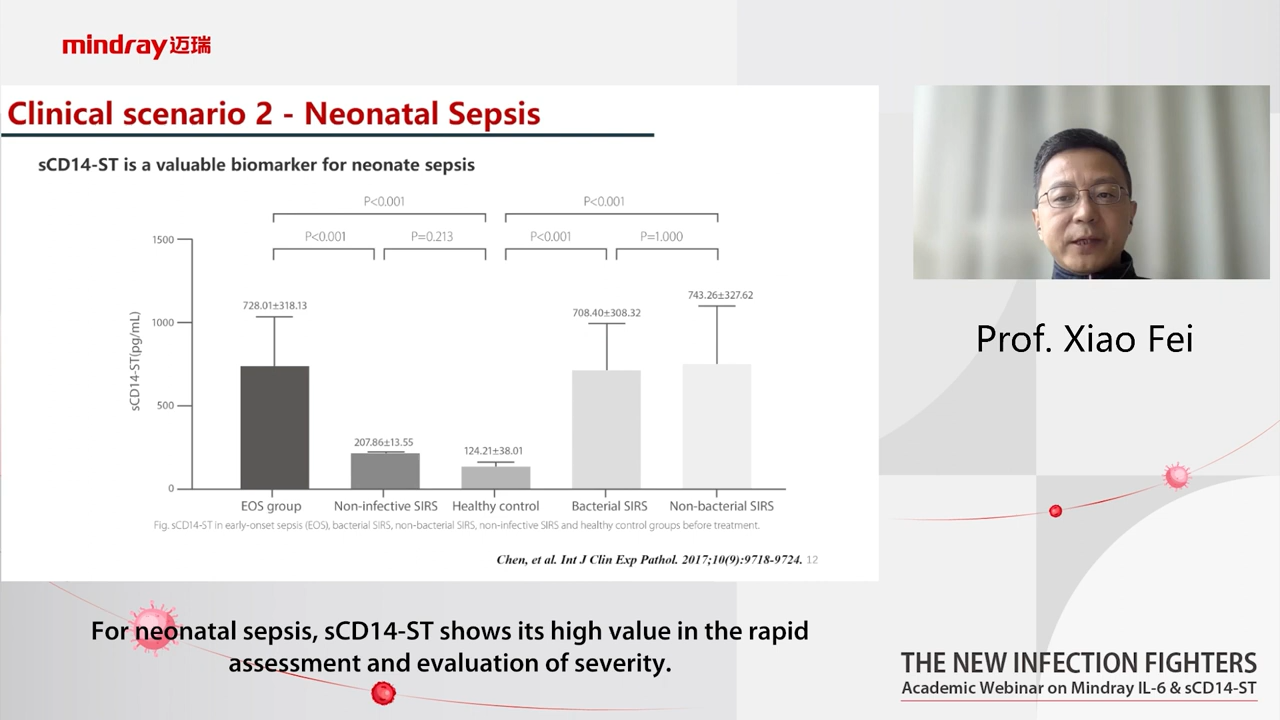 mindray迈瑞
Clinical scenario 2 - Neonatal Sepsis
sCD14-ST is a valuable biomarker for neonate sepsis
P<0.001
P<0.001
P<0.001
P=0.213
P<0.001
P=1.000
sCD14-ST(pg/mL)
1500
1000
500
0
728.01±318.13
207.86±13.55
124.21±38.01
708.40±308.32
743.26±327.62
EOS group
Non-infective SIRS
Healthy control
Bacterial SIRS
Non-bacterial SIRS
Fig. sCD14-ST in early-onset sepsis (EOS), bacterial SIRS, non-bacterial SIRS, non-infective SIRS and healthy control groups before treatment.
Chen, et al. Int J Clin Exp Pathol. 2017;10(9):9718-9724. 12
Prof. Xiao Fei
For neonatal sepsis, sCD14-ST shows its high value in the rapid
assessment and evaluation of severity.
THE NEW INFECTION FIGHTERS
Academic Webinar on Mindray IL-6 & sCD14-ST